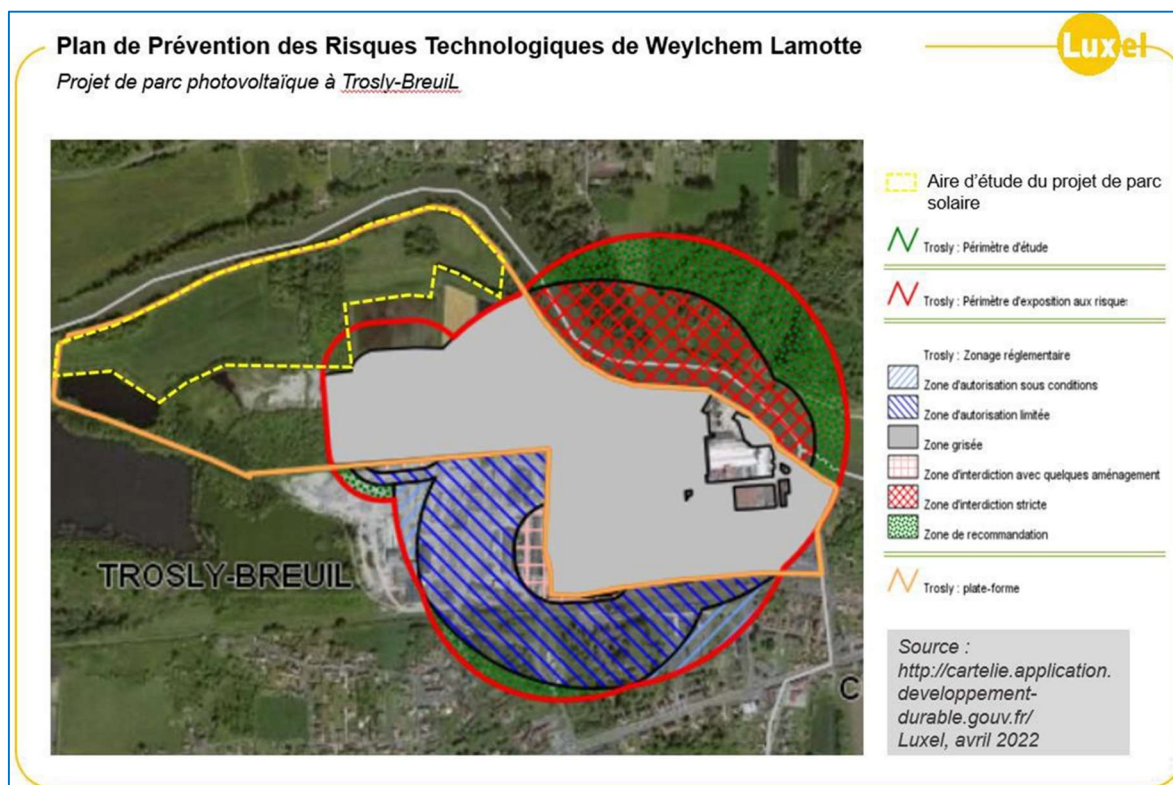 Plan de Prévention des Risques Technologiques de Weylchem Lamotte
Luxel
Projet de parc photovoltaïque à Trosly-BreuiL
Aire d'étude du projet de parc
solaire
Trosly : Périmètre d'étude
Trosly : Périmètre d'exposition aux risques
Trosly : Zonage réglementaire
Zone d'autorisation sous conditions
Zone d'autorisation limitée
Zone grisée
Zone d'interdiction avec quelques aménagement
Zone d'interdiction stricte
Zone de recommandation
Trosly : plate-forme
TROSLY-BREUIL
C
Source :
http://cartelie.application.
developpement-
durable.gouv.fr/
Luxel, avril 2022